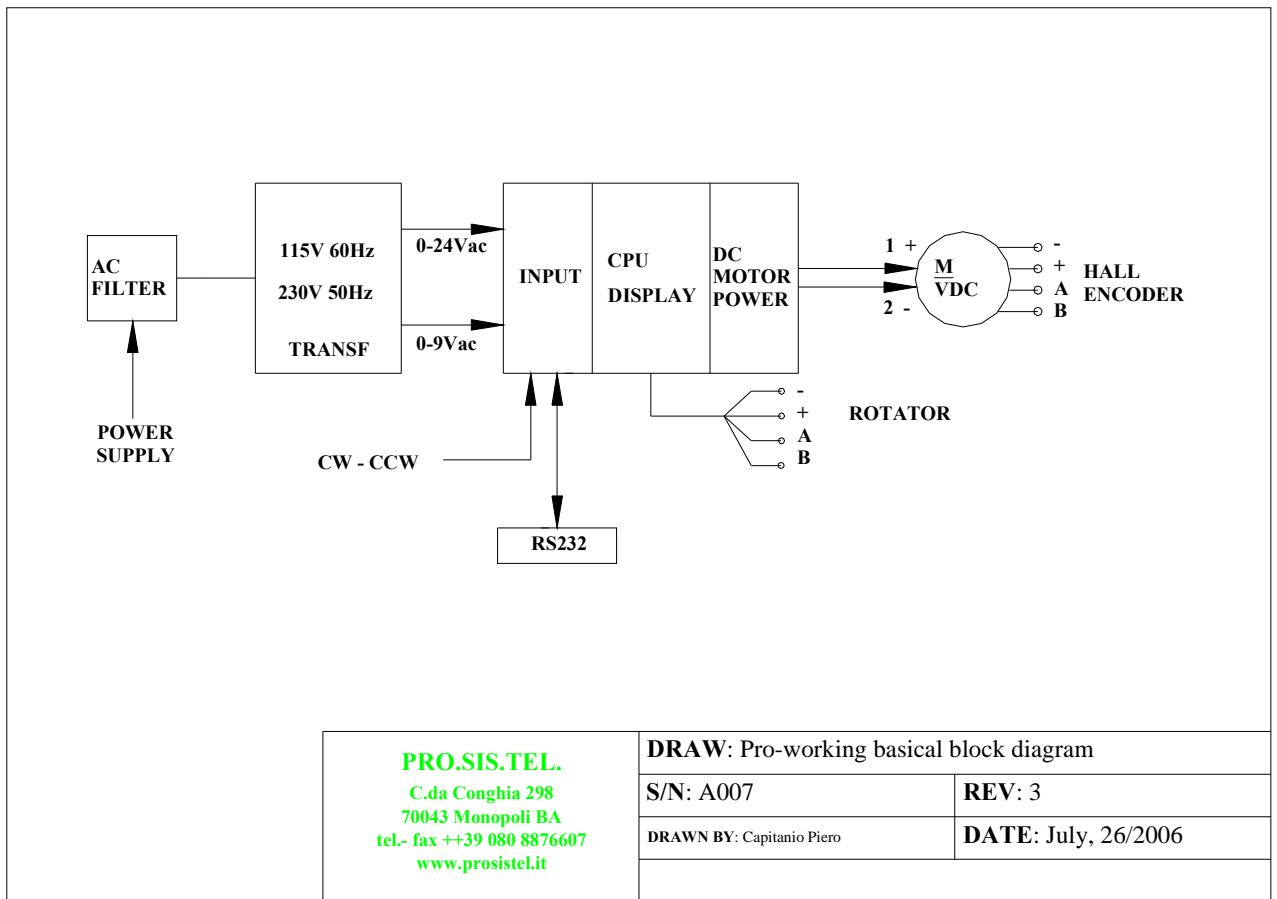 AC
FILTER
POWER
SUPPLY
115V 60Hz
230V 50Hz
TRANSF
0-24Vac
0-9Vac
INPUT
CPU
DISPLAY
DC
MOTOR
POWER
CW - CCW
RS232
1 +
2 -
M
VDC
-
+
A
B
HALL
ENCODER
-
+
A
B
ROTATOR
PRO.SIS.TEL.
C.da Conghia 298
70043 Monopoli BA
tel.- fax ++39 080 8876607
www.prosistel.it
DRAW: Pro-working basical block diagram
S/N: A007
REV: 3
DRAWN BY: Capitanio Piero
DATE: July, 26/2006